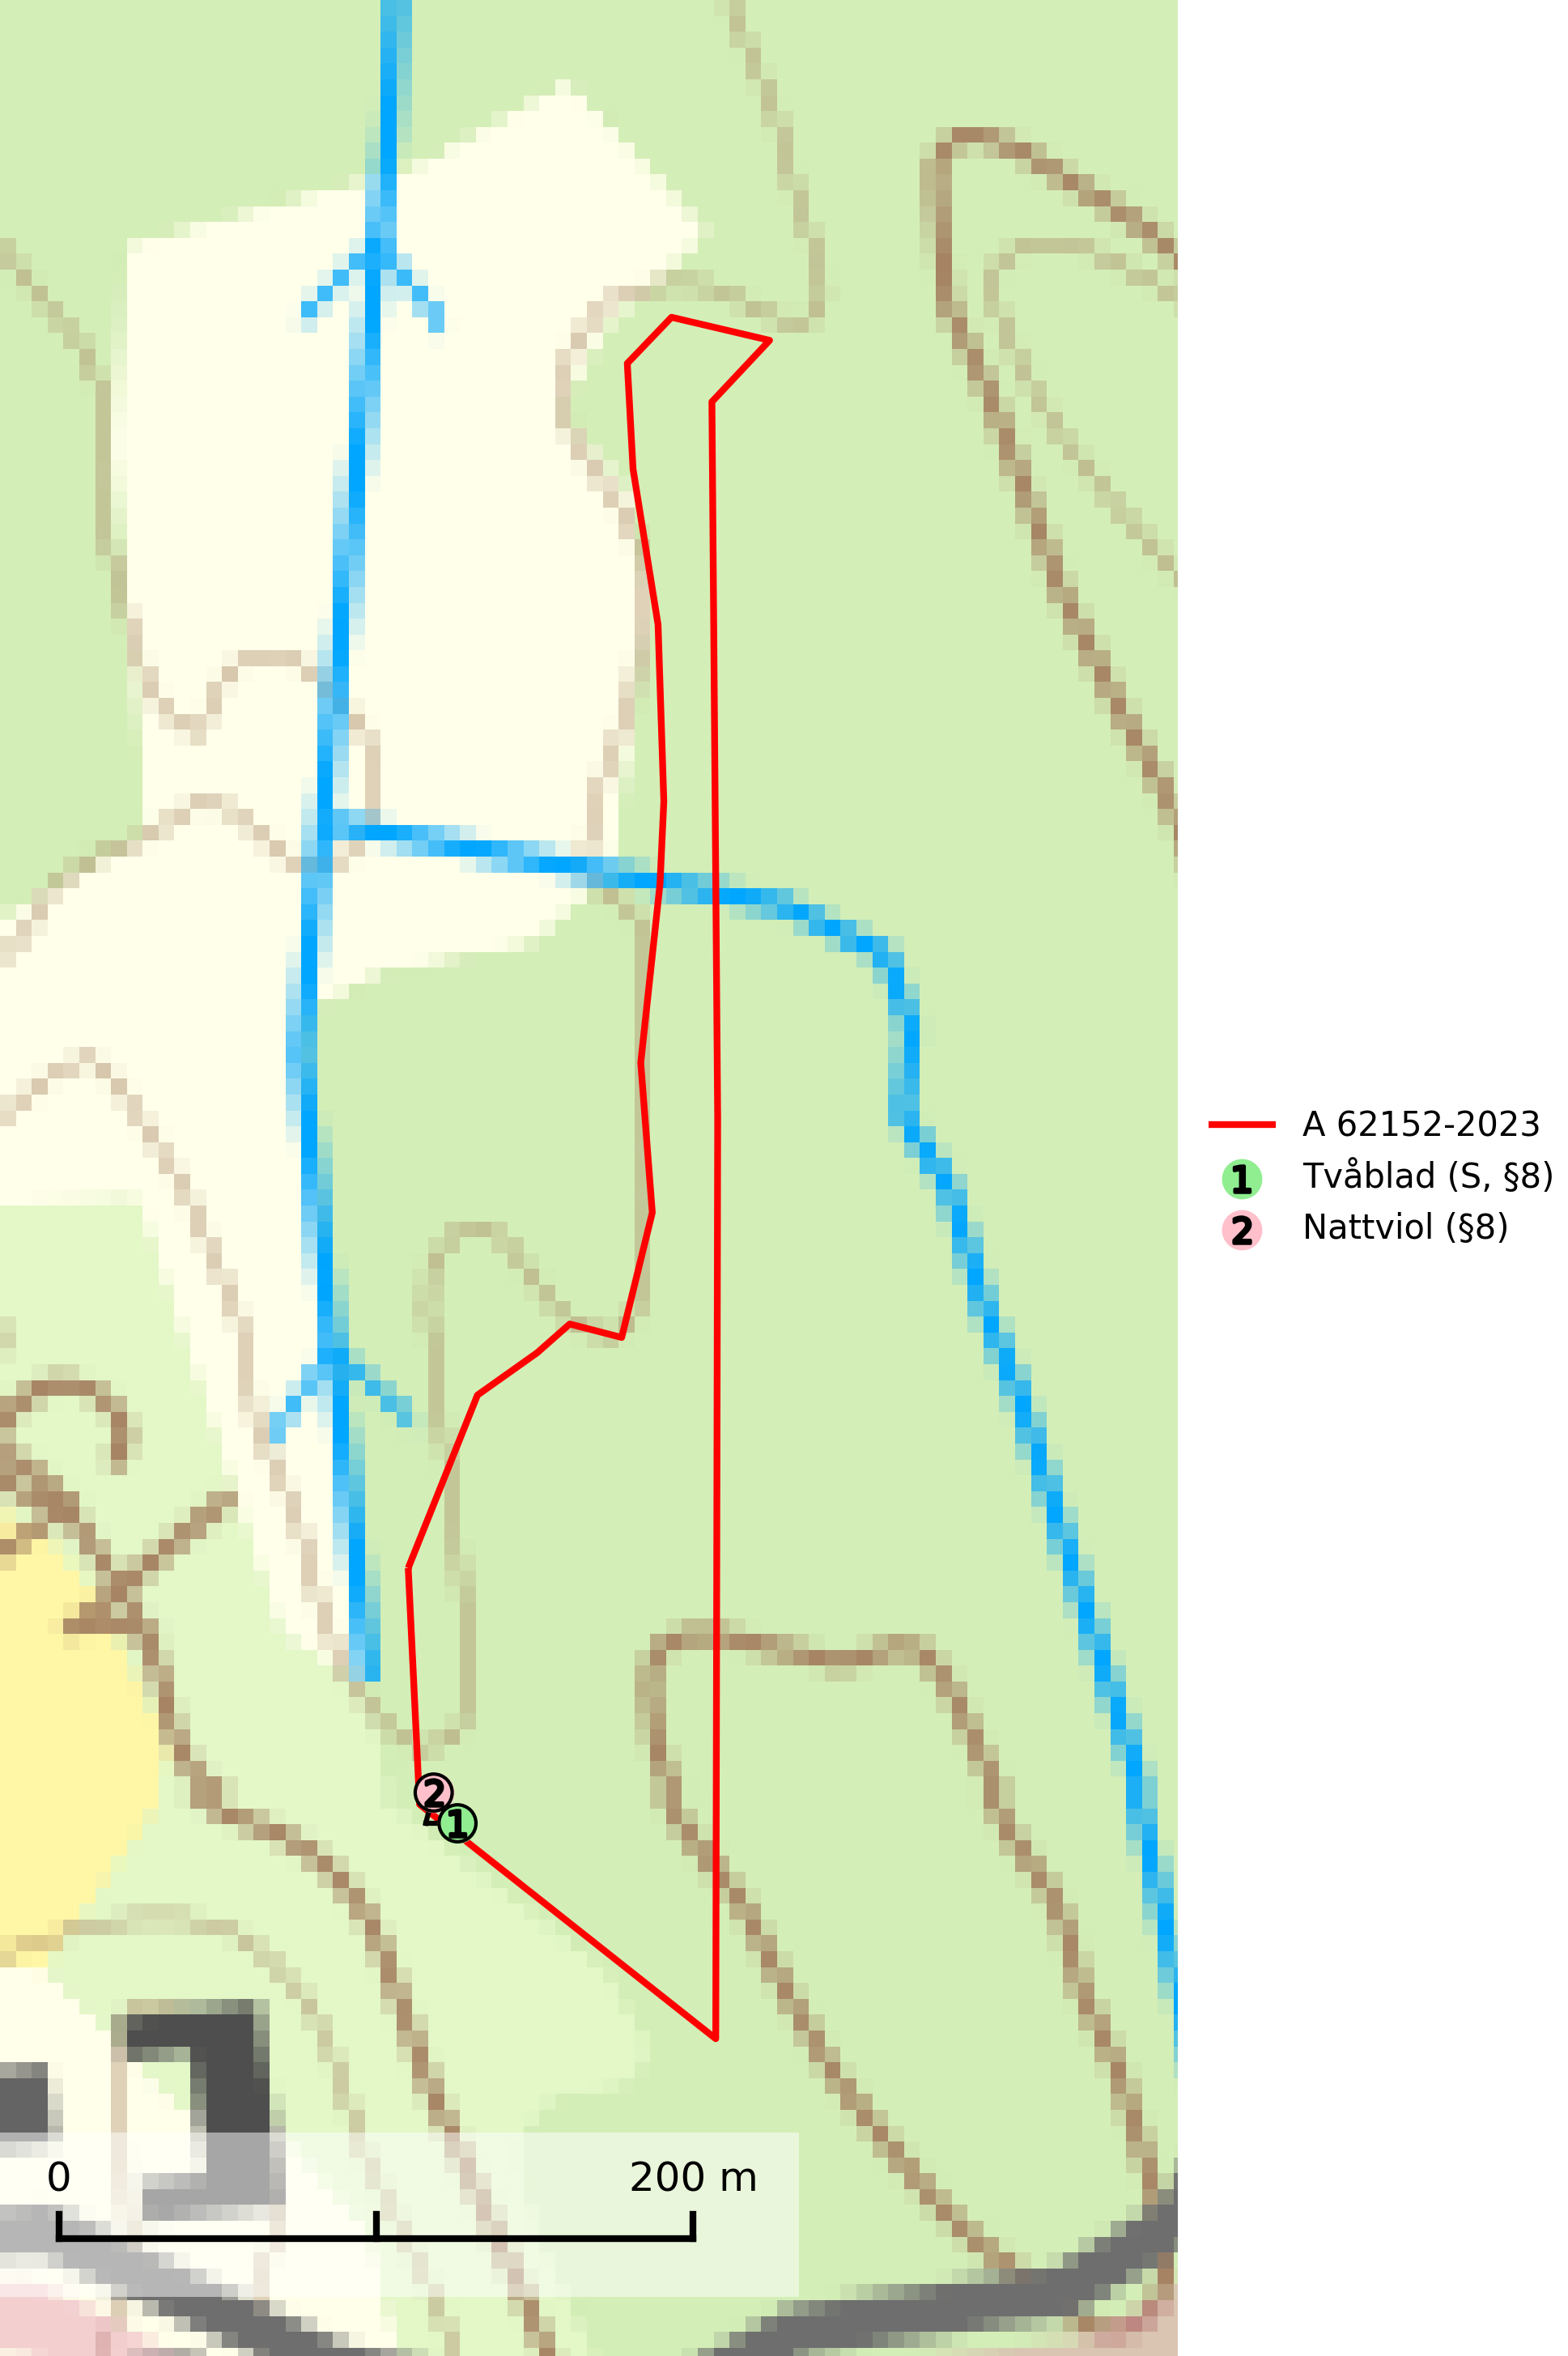 A 62152-2023
1 Tvåblad (S, §8)
2 Nattviol (§8)
2
1
0 200 m